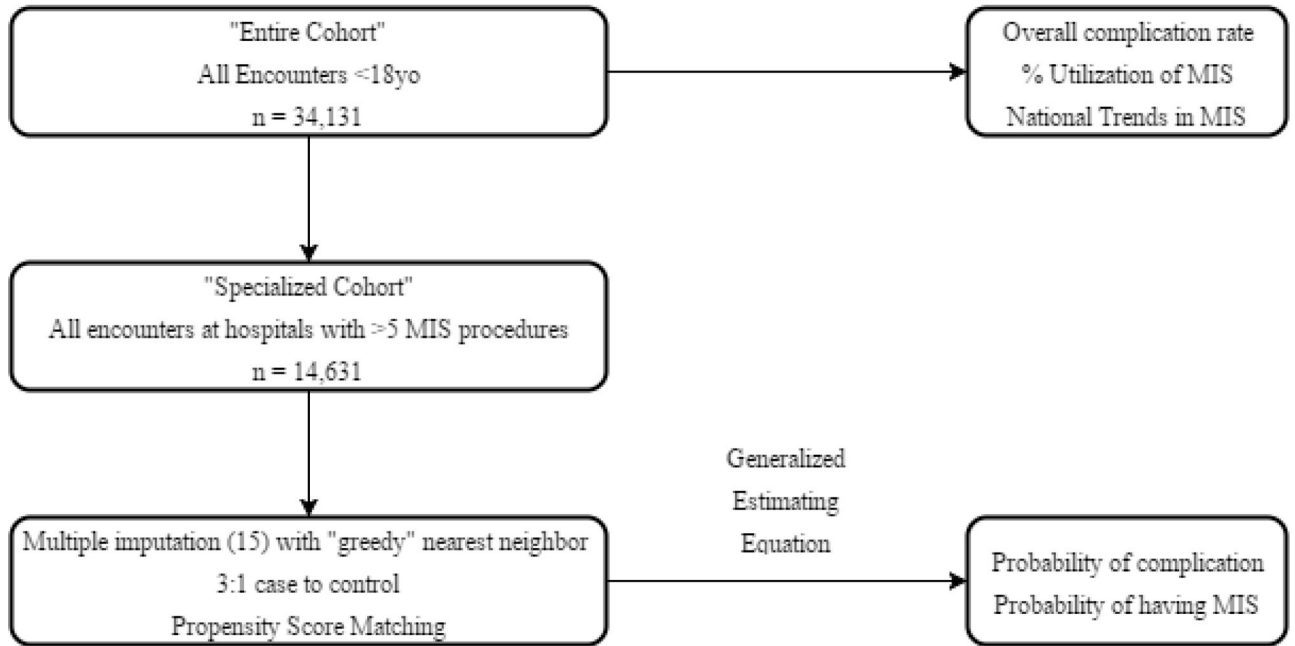 "Entire Cohort"
All Encounters <18yo
n = 34,131
Overall complication rate
% Utilization of MIS
National Trends in MIS
"Specialized Cohort"
All encounters at hospitals with >5 MIS procedures
n = 14,631
Generalized
Estimating
Equation
Multiple imputation (15) with "greedy" nearest neighbor
3:1 case to control
Propensity Score Matching
Probability of complication
Probability of having MIS